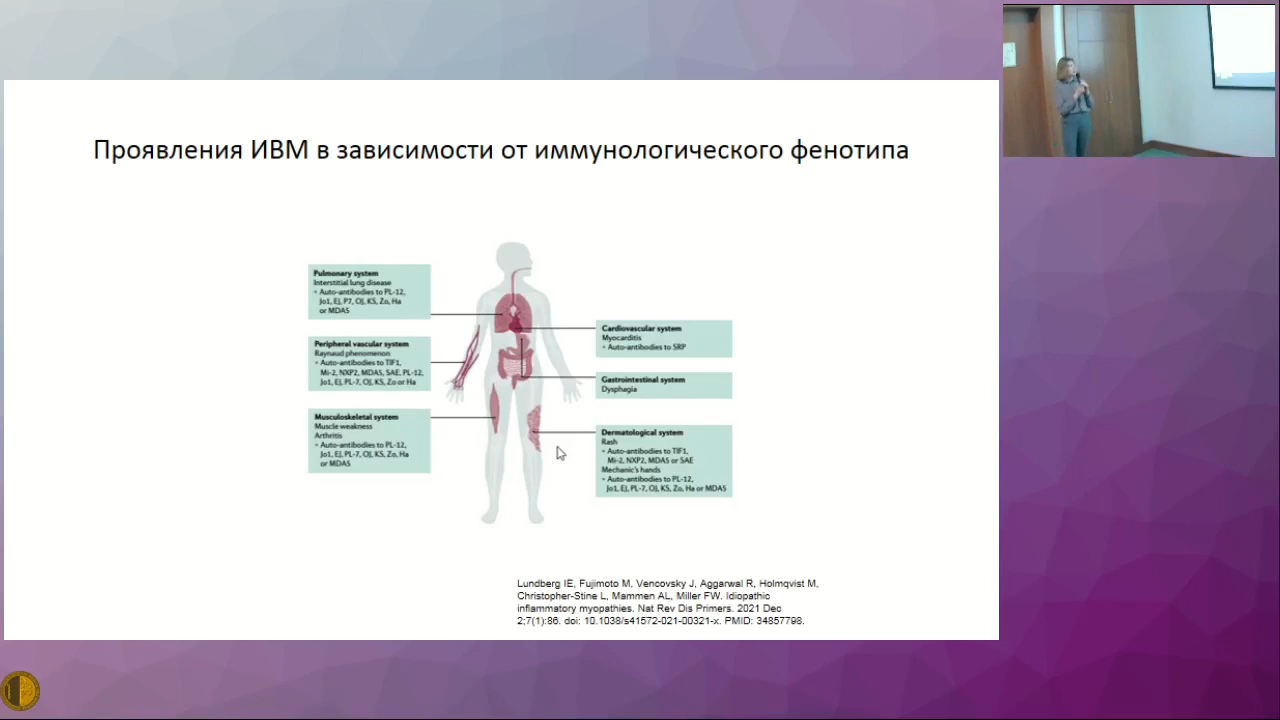 Проявления ИВМ в зависимости от иммунологического фенотипа
Pulmonary system
Interstitial lung disease
• Auto-antibodies to PL-12,
Jo1, EJ, P7, OJ, KS, Zo, Ha
or MDA5
Peripheral vascular system
Raynaud phenomenon
• Auto-antibodies to TIF1,
Mi-2, NXP2, MDA5, SAE, PL-12,
Jo1, EJ, PL-7, OJ, KS, Zo or Ha
Musculoskeletal system
Muscle weakness
Arthritis
• Auto-antibodies to PL-12,
Jo1, EJ, PL-7, OJ, KS, Zo, Ha
or MDA5
Cardiovascular system
Myocarditis
• Auto-antibodies to SRP
Gastrointestinal system
Dysphagia
Dermatological system
Rash
• Auto-antibodies to TIF1,
Mi-2, NXP2, MDA5 or SAE
Mechanic's hands
• Auto-antibodies to PL-12,
Jo1, EJ, PL-7, OJ, KS, Zo, Ha or MDA5
Lundberg IE, Fujimoto M, Vencovsky J, Aggarwal R, Holmqvist M,
Christopher-Stine L, Mammen AL, Miller FW. Idiopathic
inflammatory myopathies. Nat Rev Dis Primers. 2021 Dec
2;7(1):86. doi: 10.1038/s41572-021-00321-x. PMID: 34857798.